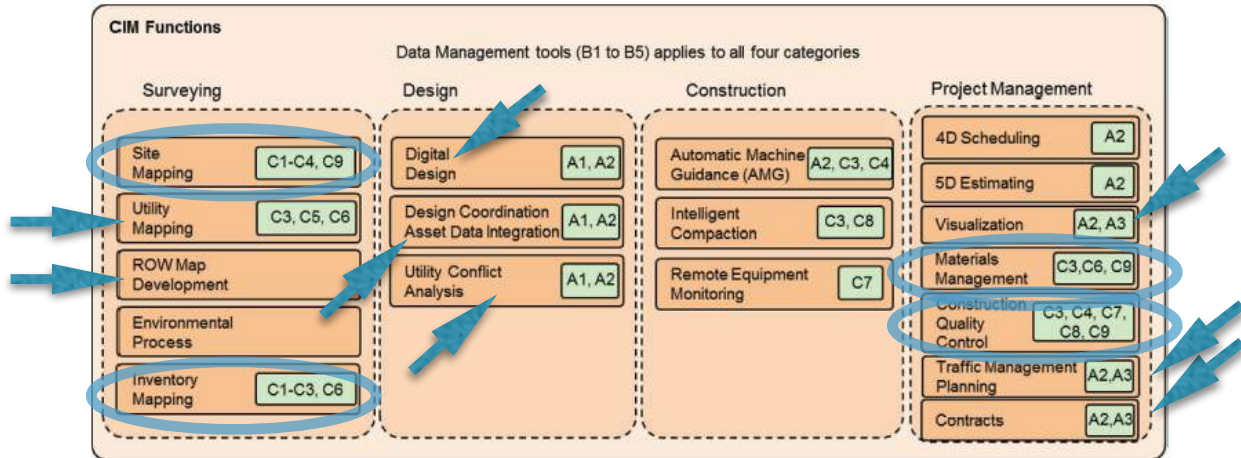 CIM Functions
Data Management tools (B1 to B5) applies to all four categories
Surveying
Site
Mapping
C1-C4, C9
Utility
Mapping
C3, C5, C6
ROW Map
Development
Environmental
Process
Inventory
Mapping
C1-C3, C6
Design
Digital
Design
A1, A2
Design Coordination
Asset Data Integration
A1, A2
Utility Conflict
Analysis
A1, A2
Construction
Automatic Machine
Guidance (AMG)
A2, C3, C4
Intelligent
Compaction
C3, C8
Remote Equipment
Monitoring
C7
Project Management
4D Scheduling
A2
5D Estimating
A2
Visualization
A2, A3
Materials
Management
C3,C6, C9
Construction
Quality
Control
C3, C4, C7,
C8, C9
Traffic Management
Planning
A2,A3
Contracts
A2,A3